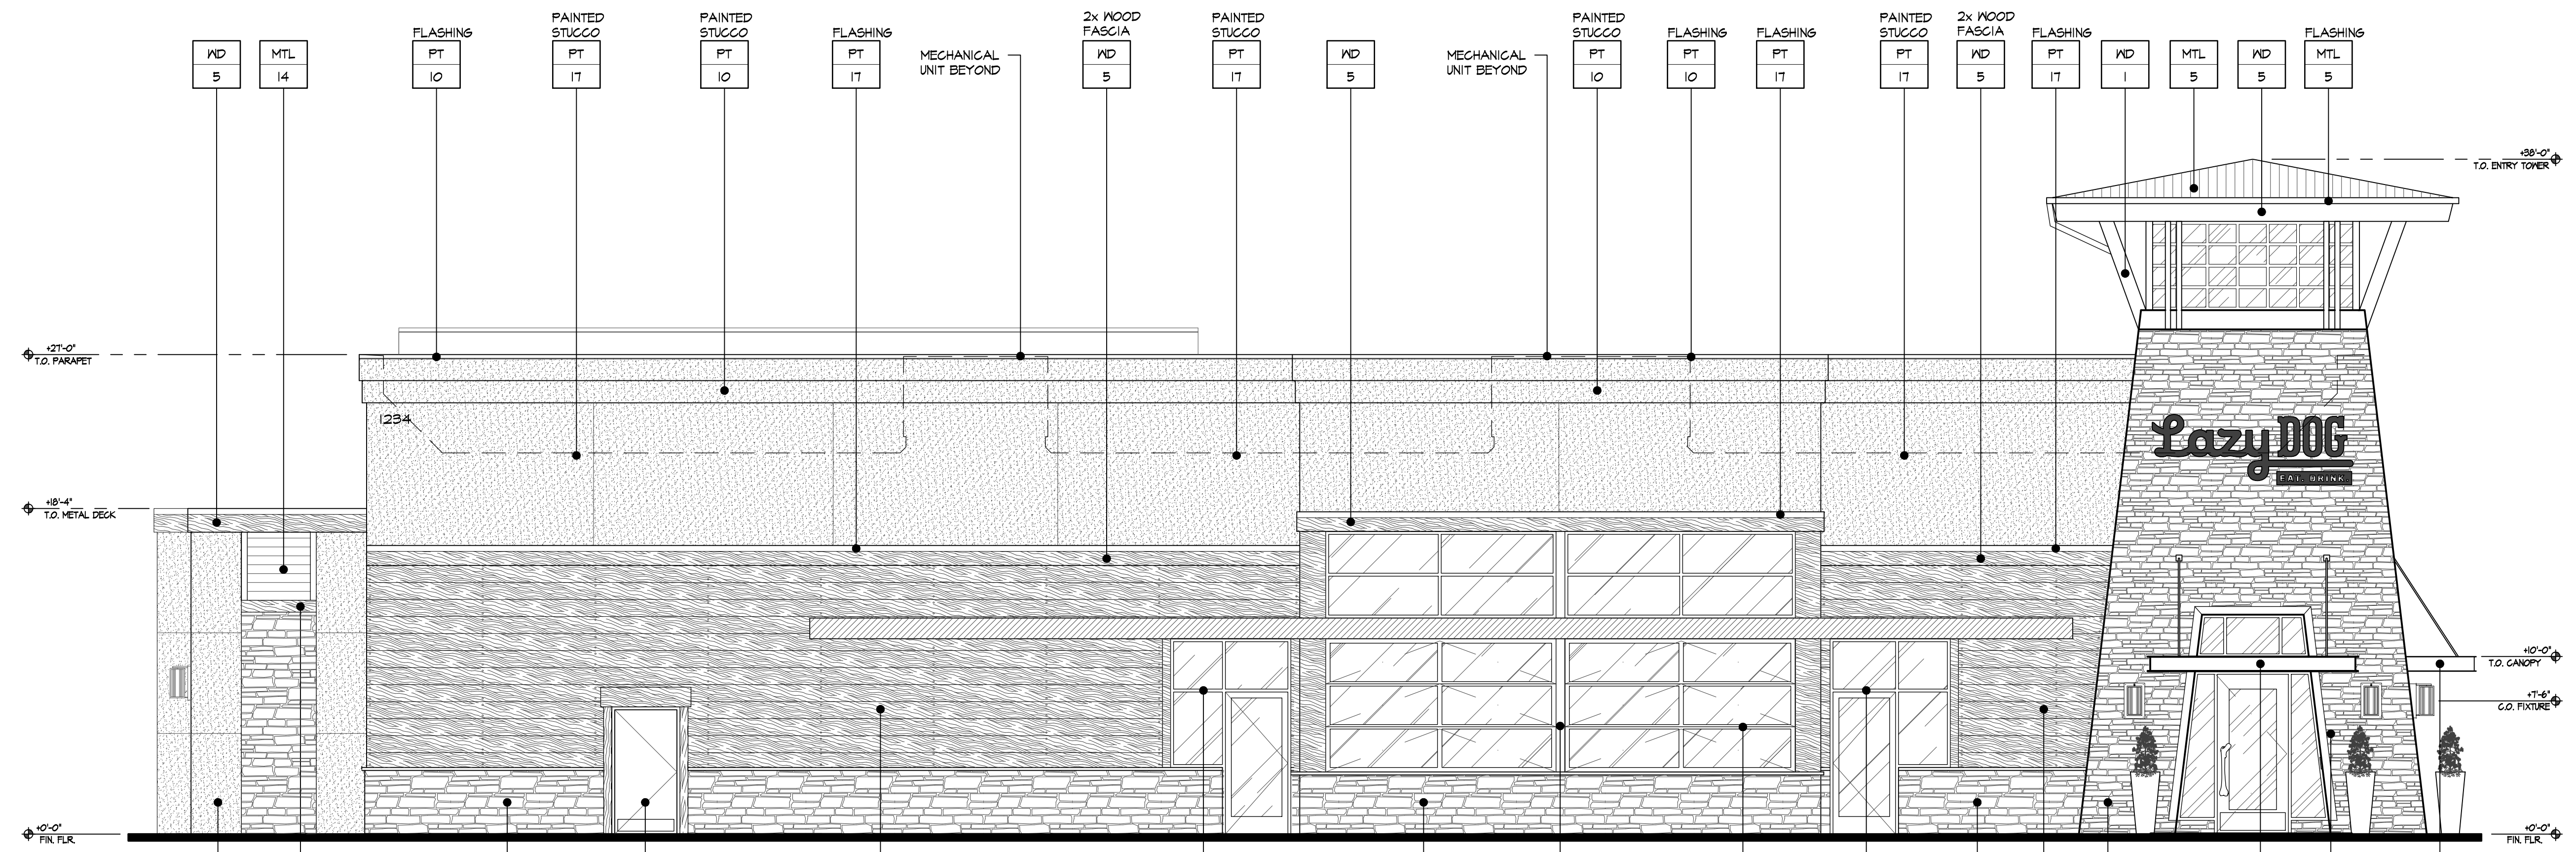 WD
5
MTL
14
FLASHING
PT
10
PAINTED
STUCCO
PT
17
PAINTED
STUCCO
PT
10
FLASHING
PT
17
MECHANICAL
UNIT BEYOND
2x WOOD
FASCIA
WD
5
PAINTED
STUCCO
PT
17
WD
5
MECHANICAL
UNIT BEYOND
PAINTED
STUCCO
PT
10
FLASHING
PT
10
FLASHING
PT
17
PAINTED
STUCCO
PT
17
2x WOOD
FASCIA
WD
5
FLASHING
PT
17
WD
1
MTL
5
WD
5
FLASHING
MTL
5
+38'-0"
T.O. ENTRY TOWER
+27'-0"
T.O. PARAPET
1234
Lazy DOG
EAT. DRINK.
+18'-4"
T.O. METAL DECK
+10'-0"
T.O. CANOPY
+7'-6"
C.O. FIXTURE
+0'-0"
FIN. FLR.
+0'-0"
FIN. FLR.